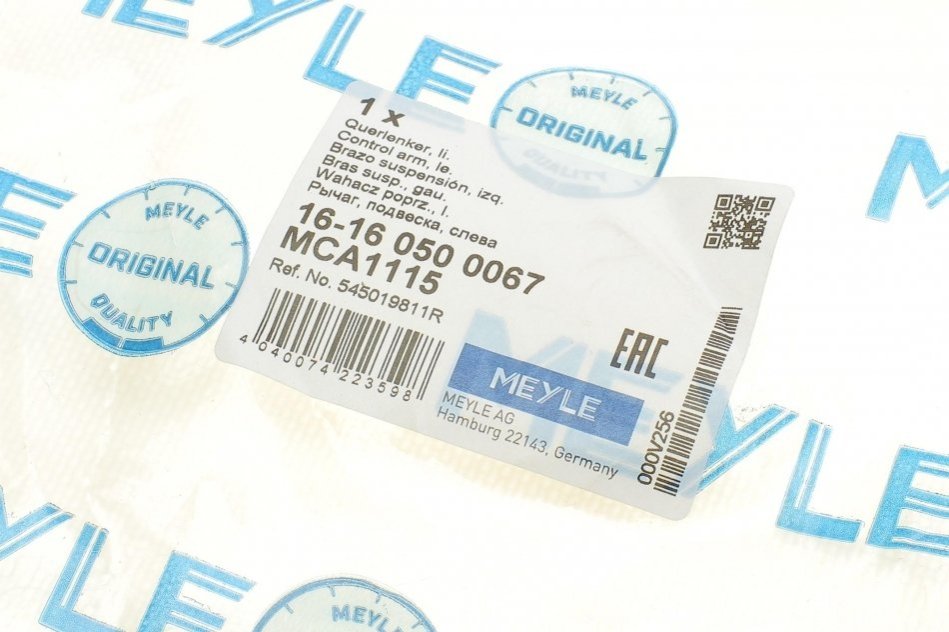 MEYLE
MEYLE
ORIGINAL
MEYLE
ORIGINAL
QUALITY
1 x
Querlenker, li.
Control arm, le.
Brazo suspensión, izq.
Bras susp., gau.
Wahacz poprz., l.
Рычаг, подвеска, слева
16-16 050 0067
MCA1115
Ref. No. 545019811R
4 040074 223598
EAC
MEYLE
MEYLE AG
Hamburg 22143, Germany
000V256
MEYLE
MEYLE
MEYLE